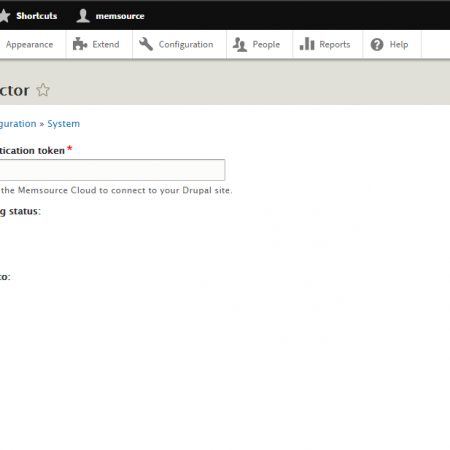 Shortcuts memsource
Appearance Extend Configuration People Reports Help
ctor
guration » System
tication token *
the Memsource Cloud to connect to your Drupal site.
g status:
to: